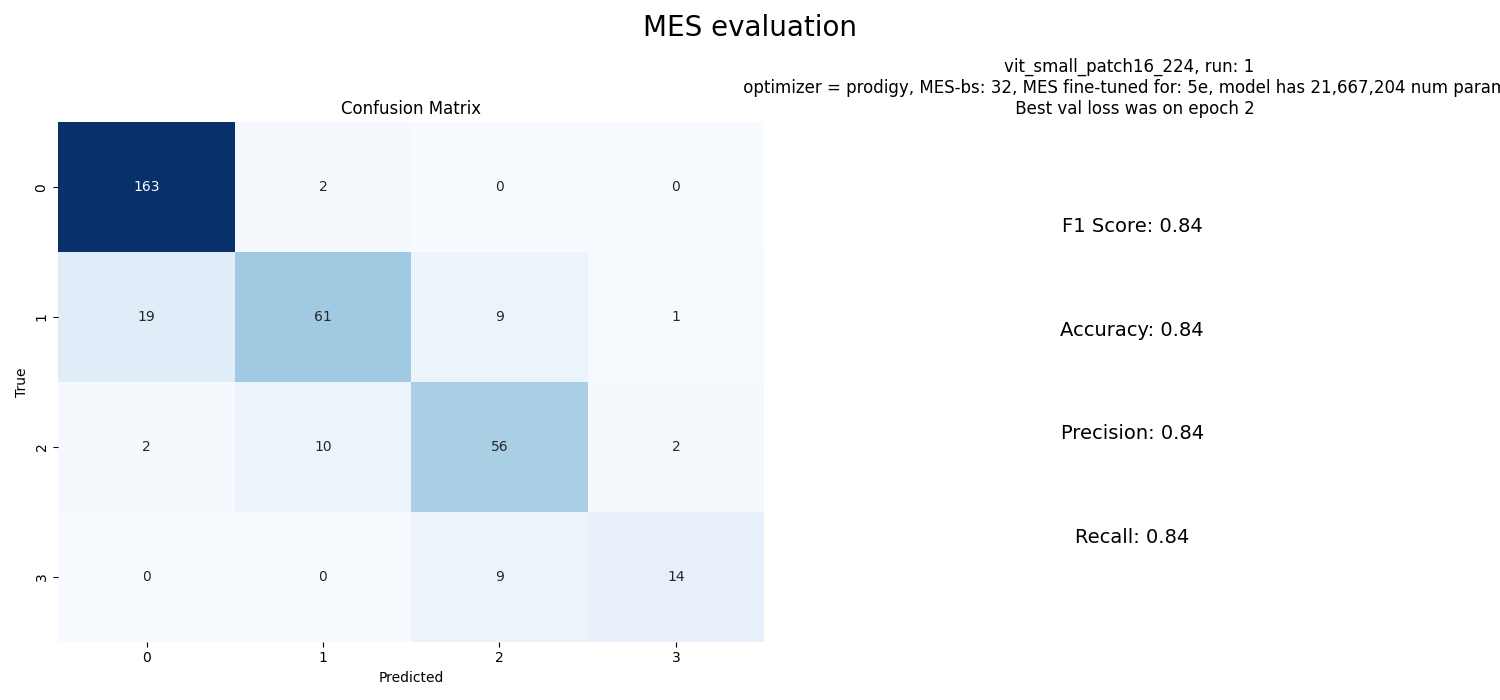 MES evaluation
Confusion Matrix
163 2 0 0
19 61 9 1
2 10 56 2
0 0 9 14
0
1
2
3
True
0 1 2 3
Predicted
vit_small_patch16_224, run: 1
optimizer = prodigy, MES-bs: 32, MES fine-tuned for: 5e, model has 21,667,204 num param
Best val loss was on epoch 2
F1 Score: 0.84
Accuracy: 0.84
Precision: 0.84
Recall: 0.84